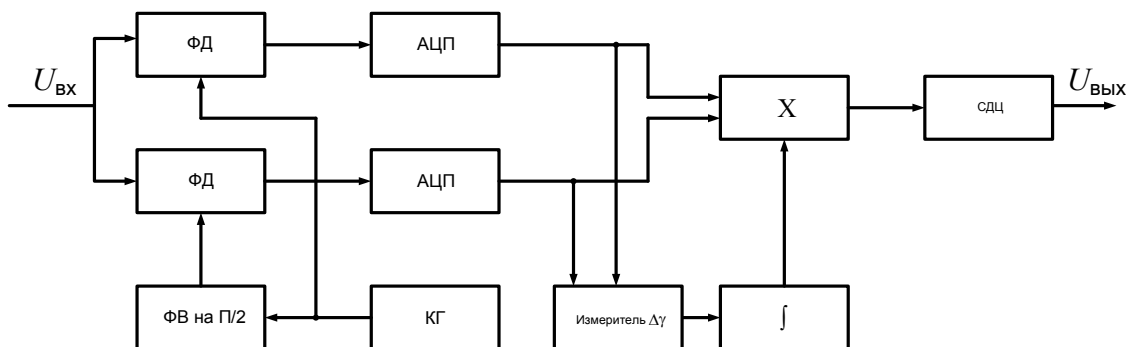 U вх
ФД
АЦП
X
СДЦ
U вых
ФД
АЦП
ФВ на П/2
КГ
Измеритель Δγ
∫